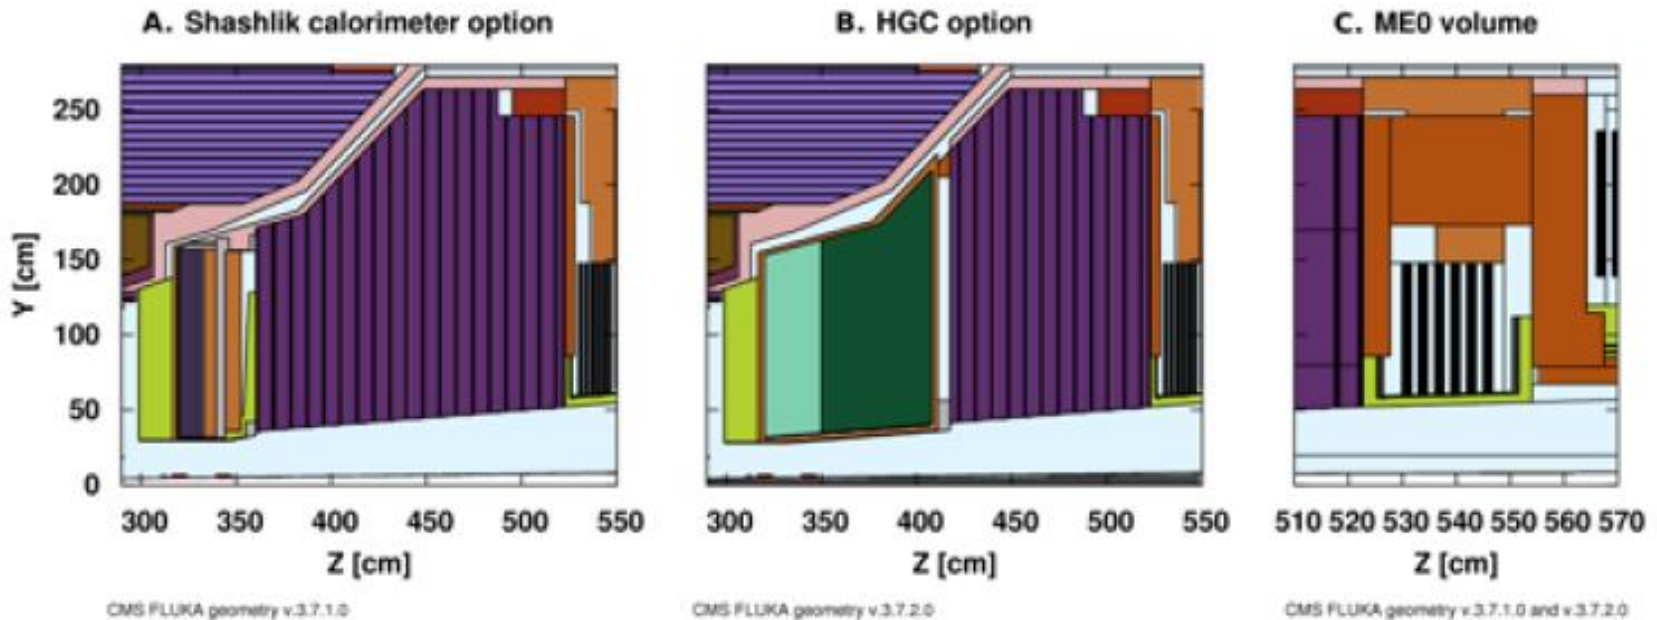 A. Shashlik calorimeter option
B. HGC option
C. ME0 volume
Y [cm]
250
200
150
100
50
0
300 350 400 450 500 550
300 350 400 450 500 550
510 520 530 540 550 560 570
Z [cm]
Z [cm]
Z [cm]
CMS FLUKA geometry v.3.7.1.0
CMS FLUKA geometry v.3.7.2.0
CMS FLUKA geometry v.3.7.1.0 and v.3.7.2.0